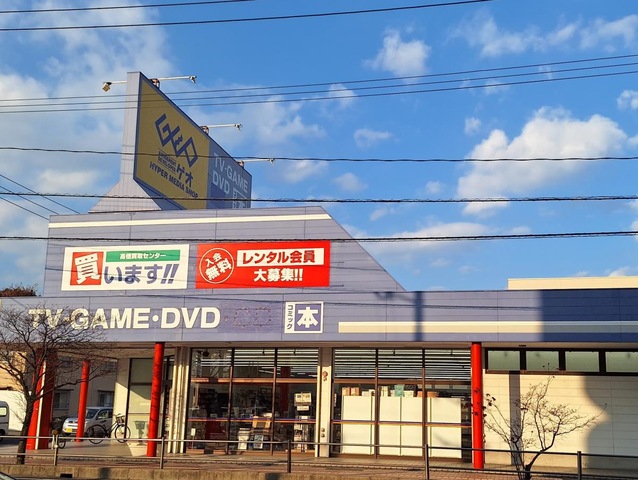 GEO
ゲオ
HYPER MEDIA SHOP
TV・GAME
DVD
高価買取センター
買います!!
入会無料
レンタル会員
大募集!!
TV・GAME・DVD
コミック
本